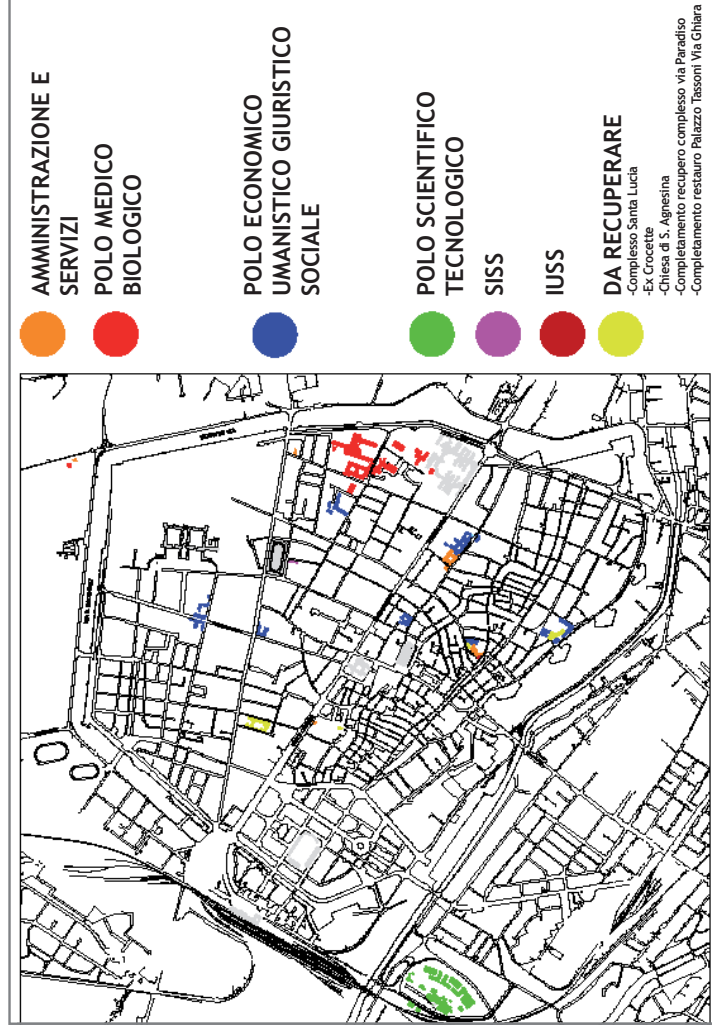 AMMINISTRAZIONE E
SERVIZI
POLO MEDICO
BIOLOGICO
POLO ECONOMICO
UMANISTICO GIURISTICO
SOCIALE
POLO SCIENTIFICO
TECNOLOGICO
SISS
IUSS
DA RECUPERARE
-Complesso Santa Lucia
-Ex Crocette
-Chiesa di S. Agnesina
-Completamento recupero complesso via Paradiso
-Completamento restauro Palazzo Tassoni Via Ghiara